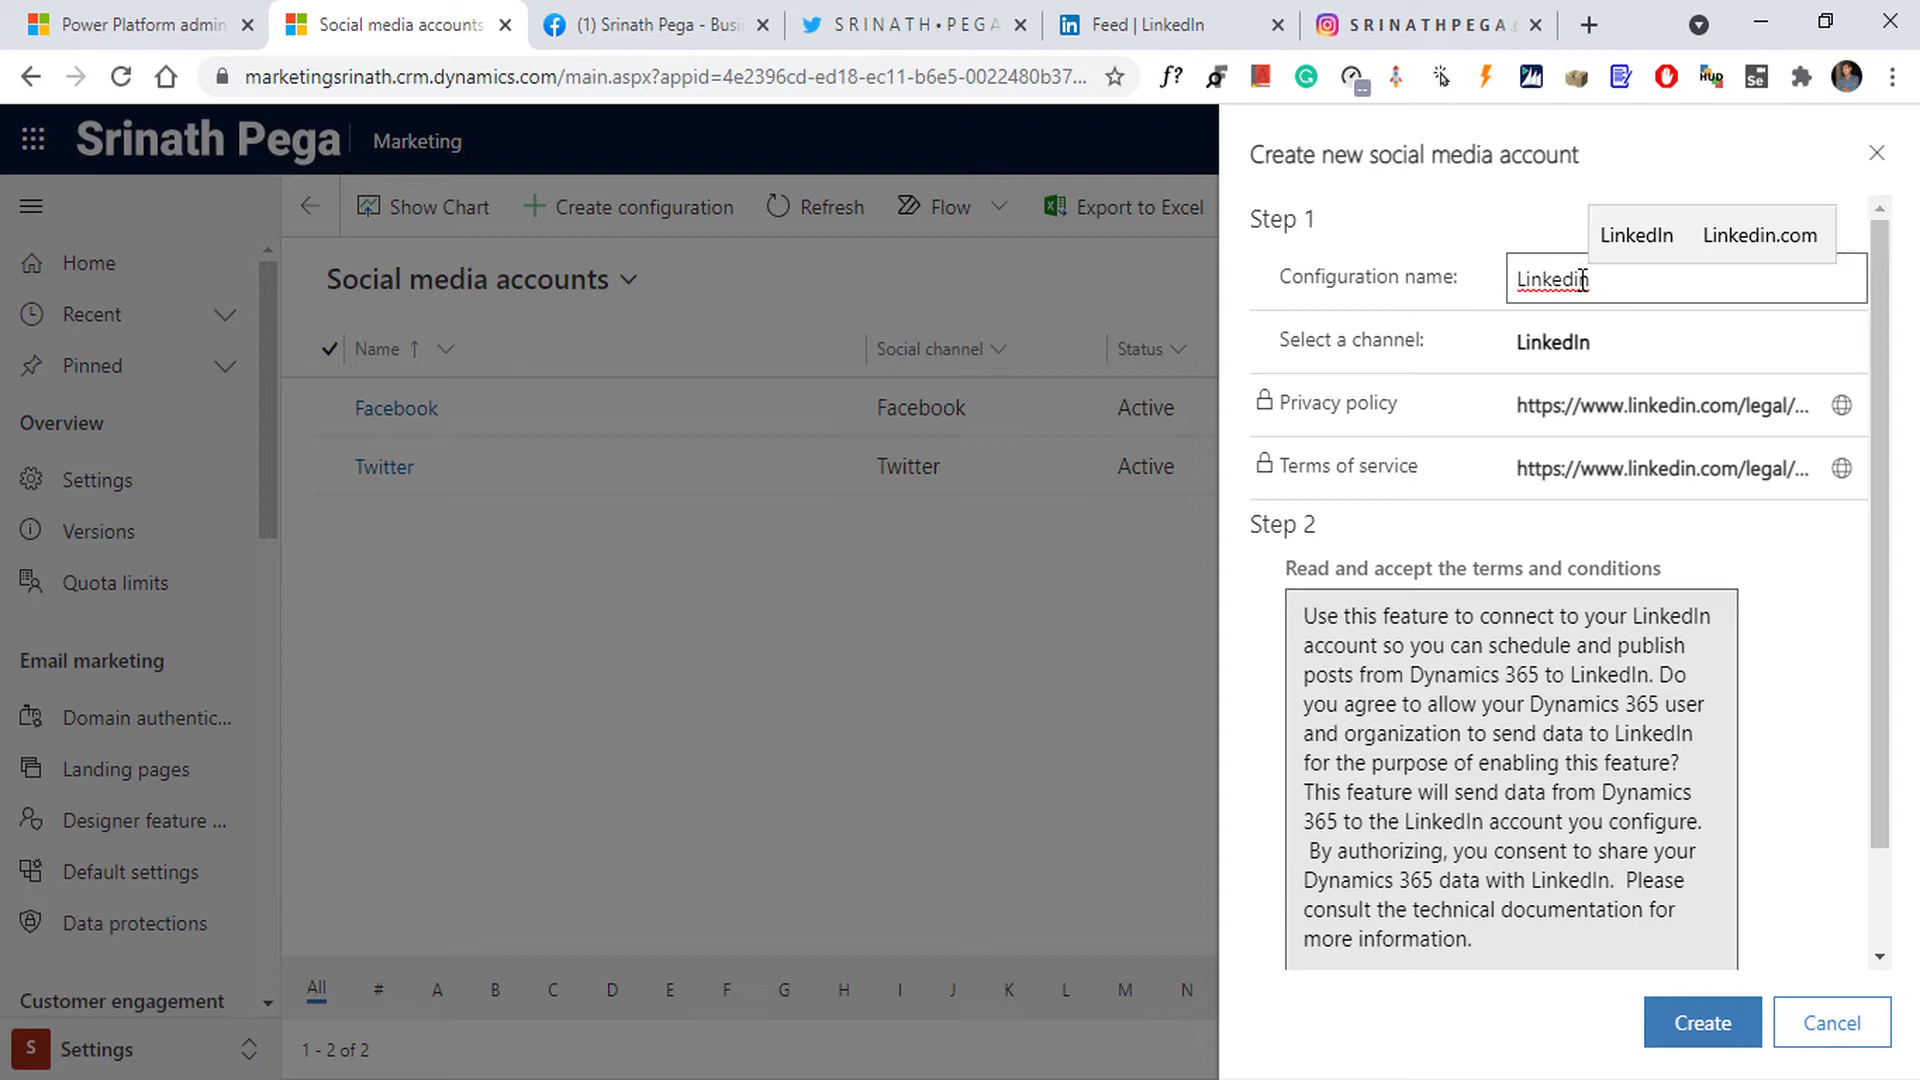 Power Platform admin
Social media accounts
(1) Srinath Pega - Busi
S R I N A T H • P E G A
Feed | LinkedIn
S R I N A T H P E G A
marketingsrinath.crm.dynamics.com/main.aspx?appid=4e2396cd-ed18-ec11-b6e5-0022480b37...
Srinath Pega
Marketing
Show Chart
Create configuration
Refresh
Flow
Export to Excel
Home
Recent
Pinned
Overview
Settings
Versions
Quota limits
Email marketing
Domain authentic...
Landing pages
Designer feature ...
Default settings
Data protections
Customer engagement
S
Settings
Social media accounts
Name ↑
Social channel
Status
Facebook
Facebook
Active
Twitter
Twitter
Active
All # A B C D E F G H I J K L M N
1 - 2 of 2
Create new social media account
Step 1
LinkedIn Linkedin.com
Configuration name:
Linkedin
Select a channel:
LinkedIn
Privacy policy
https://www.linkedin.com/legal/...
Terms of service
https://www.linkedin.com/legal/...
Step 2
Read and accept the terms and conditions
Use this feature to connect to your LinkedIn
account so you can schedule and publish
posts from Dynamics 365 to LinkedIn. Do
you agree to allow your Dynamics 365 user
and organization to send data to LinkedIn
for the purpose of enabling this feature?
This feature will send data from Dynamics
365 to the LinkedIn account you configure.
By authorizing, you consent to share your
Dynamics 365 data with LinkedIn. Please
consult the technical documentation for
more information.
Create
Cancel